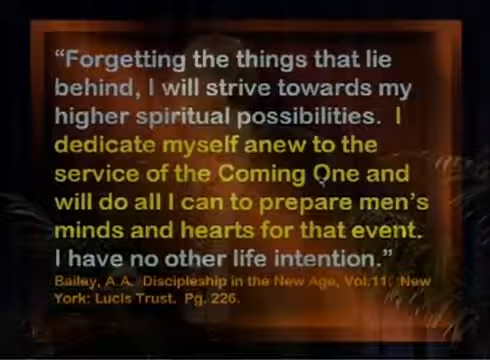 “Forgetting the things that lie
behind, I will strive towards my
higher spiritual possibilities.  I
dedicate myself anew to the
service of the Coming One and
will do all I can to prepare men’s
minds and hearts for that event.
I have no other life intention.”
Bailey, A.A.  Discipleship in the New Age, Vol.11.  New
York: Lucis Trust.  Pg. 226.